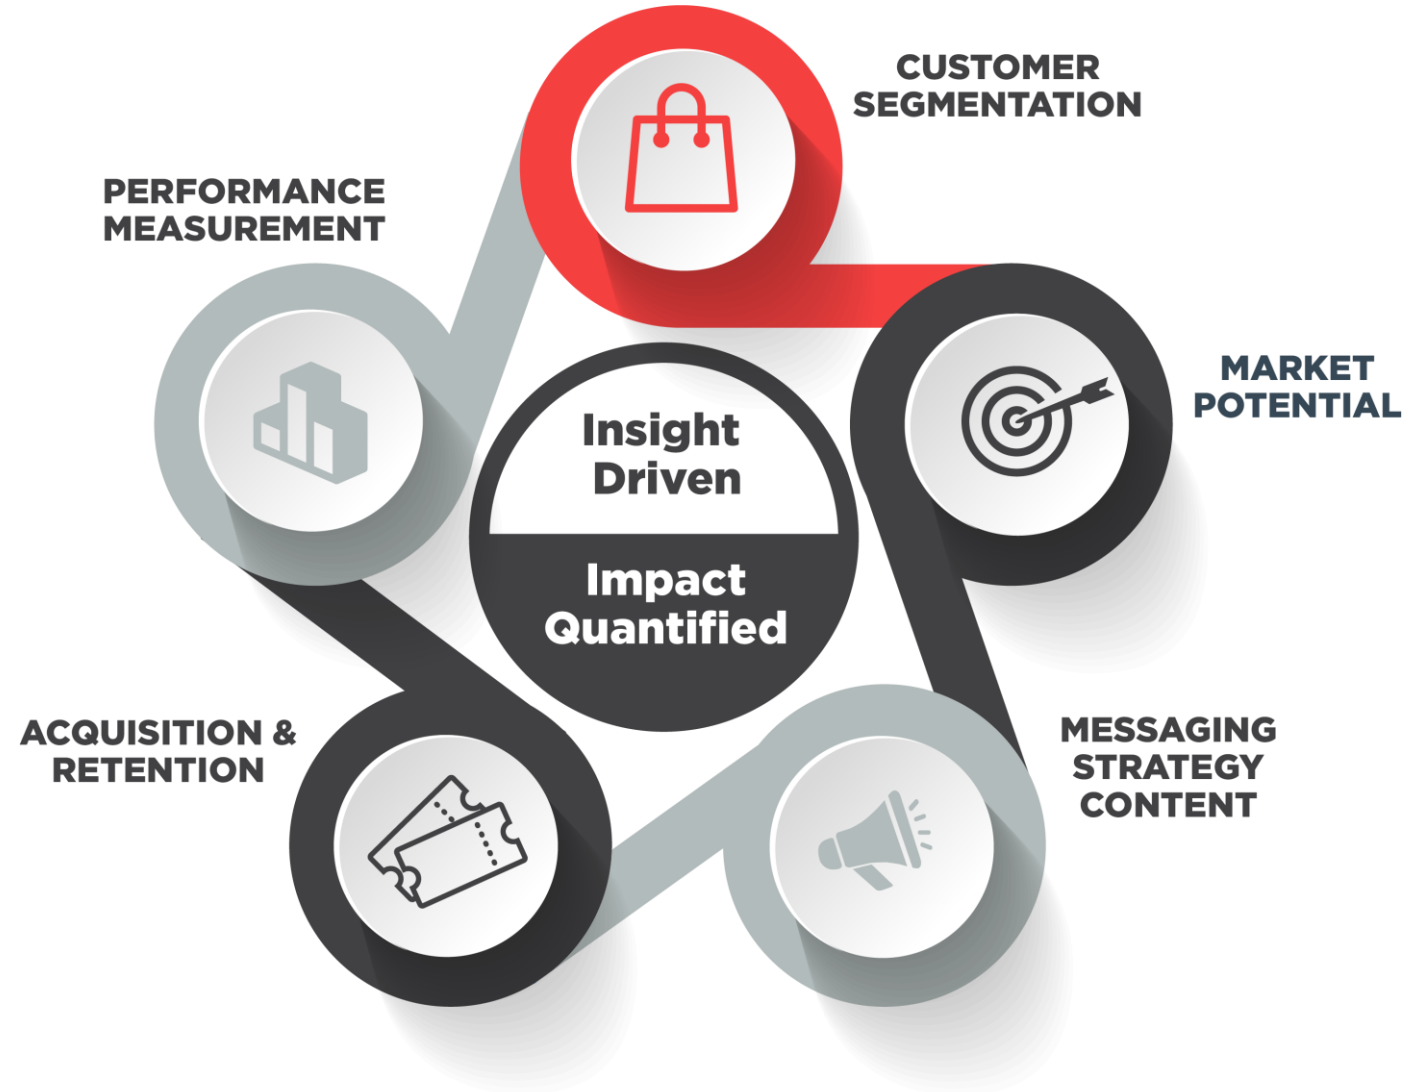 CUSTOMER
SEGMENTATION
MARKET
POTENTIAL
MESSAGING
STRATEGY
CONTENT
ACQUISITION &
RETENTION
PERFORMANCE
MEASUREMENT
Insight
Driven
Impact
Quantified